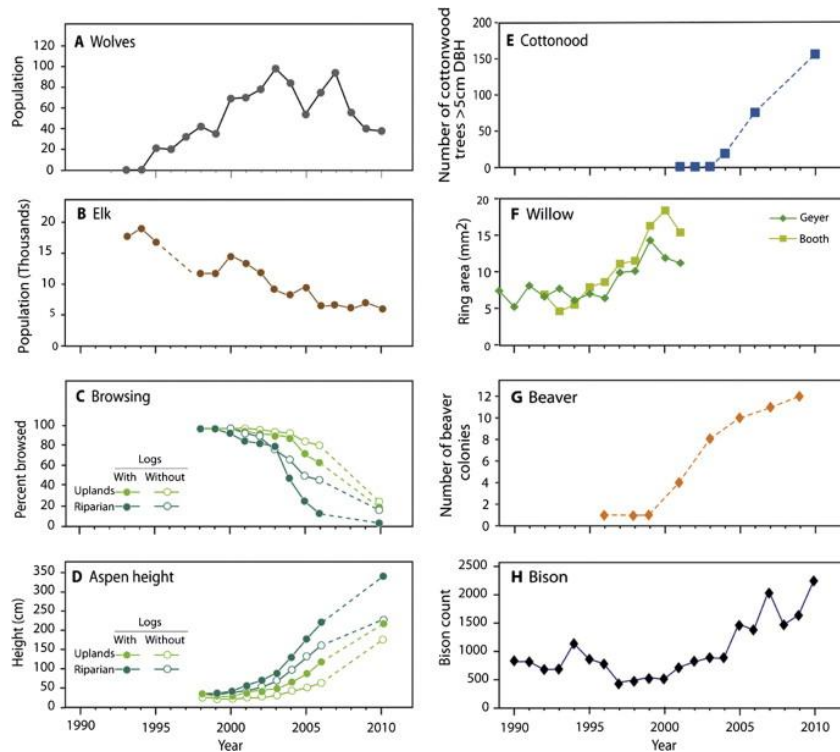 A Wolves
Population
120
100
80
60
40
20
0
B Elk
Population (Thousands)
20
15
10
5
0
C Browsing
Percent browsed
100
80
60
40
20
0
Logs
With Without
Uplands
Riparian
D Aspen height
Height (cm)
350
300
250
200
150
100
50
0
Logs
With Without
Uplands
Riparian
1990 1995 2000 2005 2010
Year
E Cottonood
Number of cottonwood
trees >5cm DBH
200
150
100
50
0
F Willow
Ring area (mm2)
20
15
10
5
0
Geyer
Booth
G Beaver
Number of beaver
colonies
12
10
8
6
4
2
0
H Bison
Bison count
2500
2000
1500
1000
500
0
1990 1995 2000 2005 2010
Year